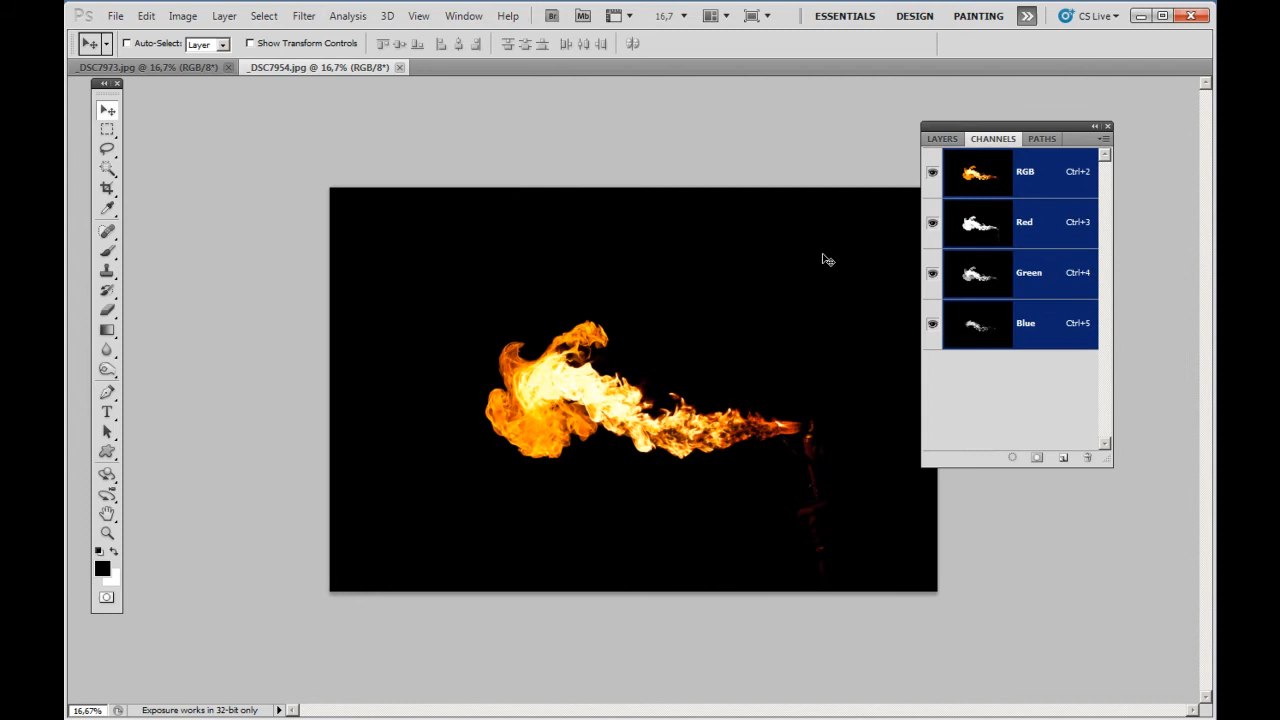 Ps File Edit Image Layer Select Filter Analysis 3D View Window Help Br Mb 16,7 ESSENTIALS DESIGN PAINTING CS Live
Auto-Select: Layer Show Transform Controls
_DSC7973.jpg @ 16,7% (RGB/8*) _DSC7954.jpg @ 16,7% (RGB/8*)
LAYERS CHANNELS PATHS
RGB Ctrl+2
Red Ctrl+3
Green Ctrl+4
Blue Ctrl+5
T
16,67% Exposure works in 32-bit only